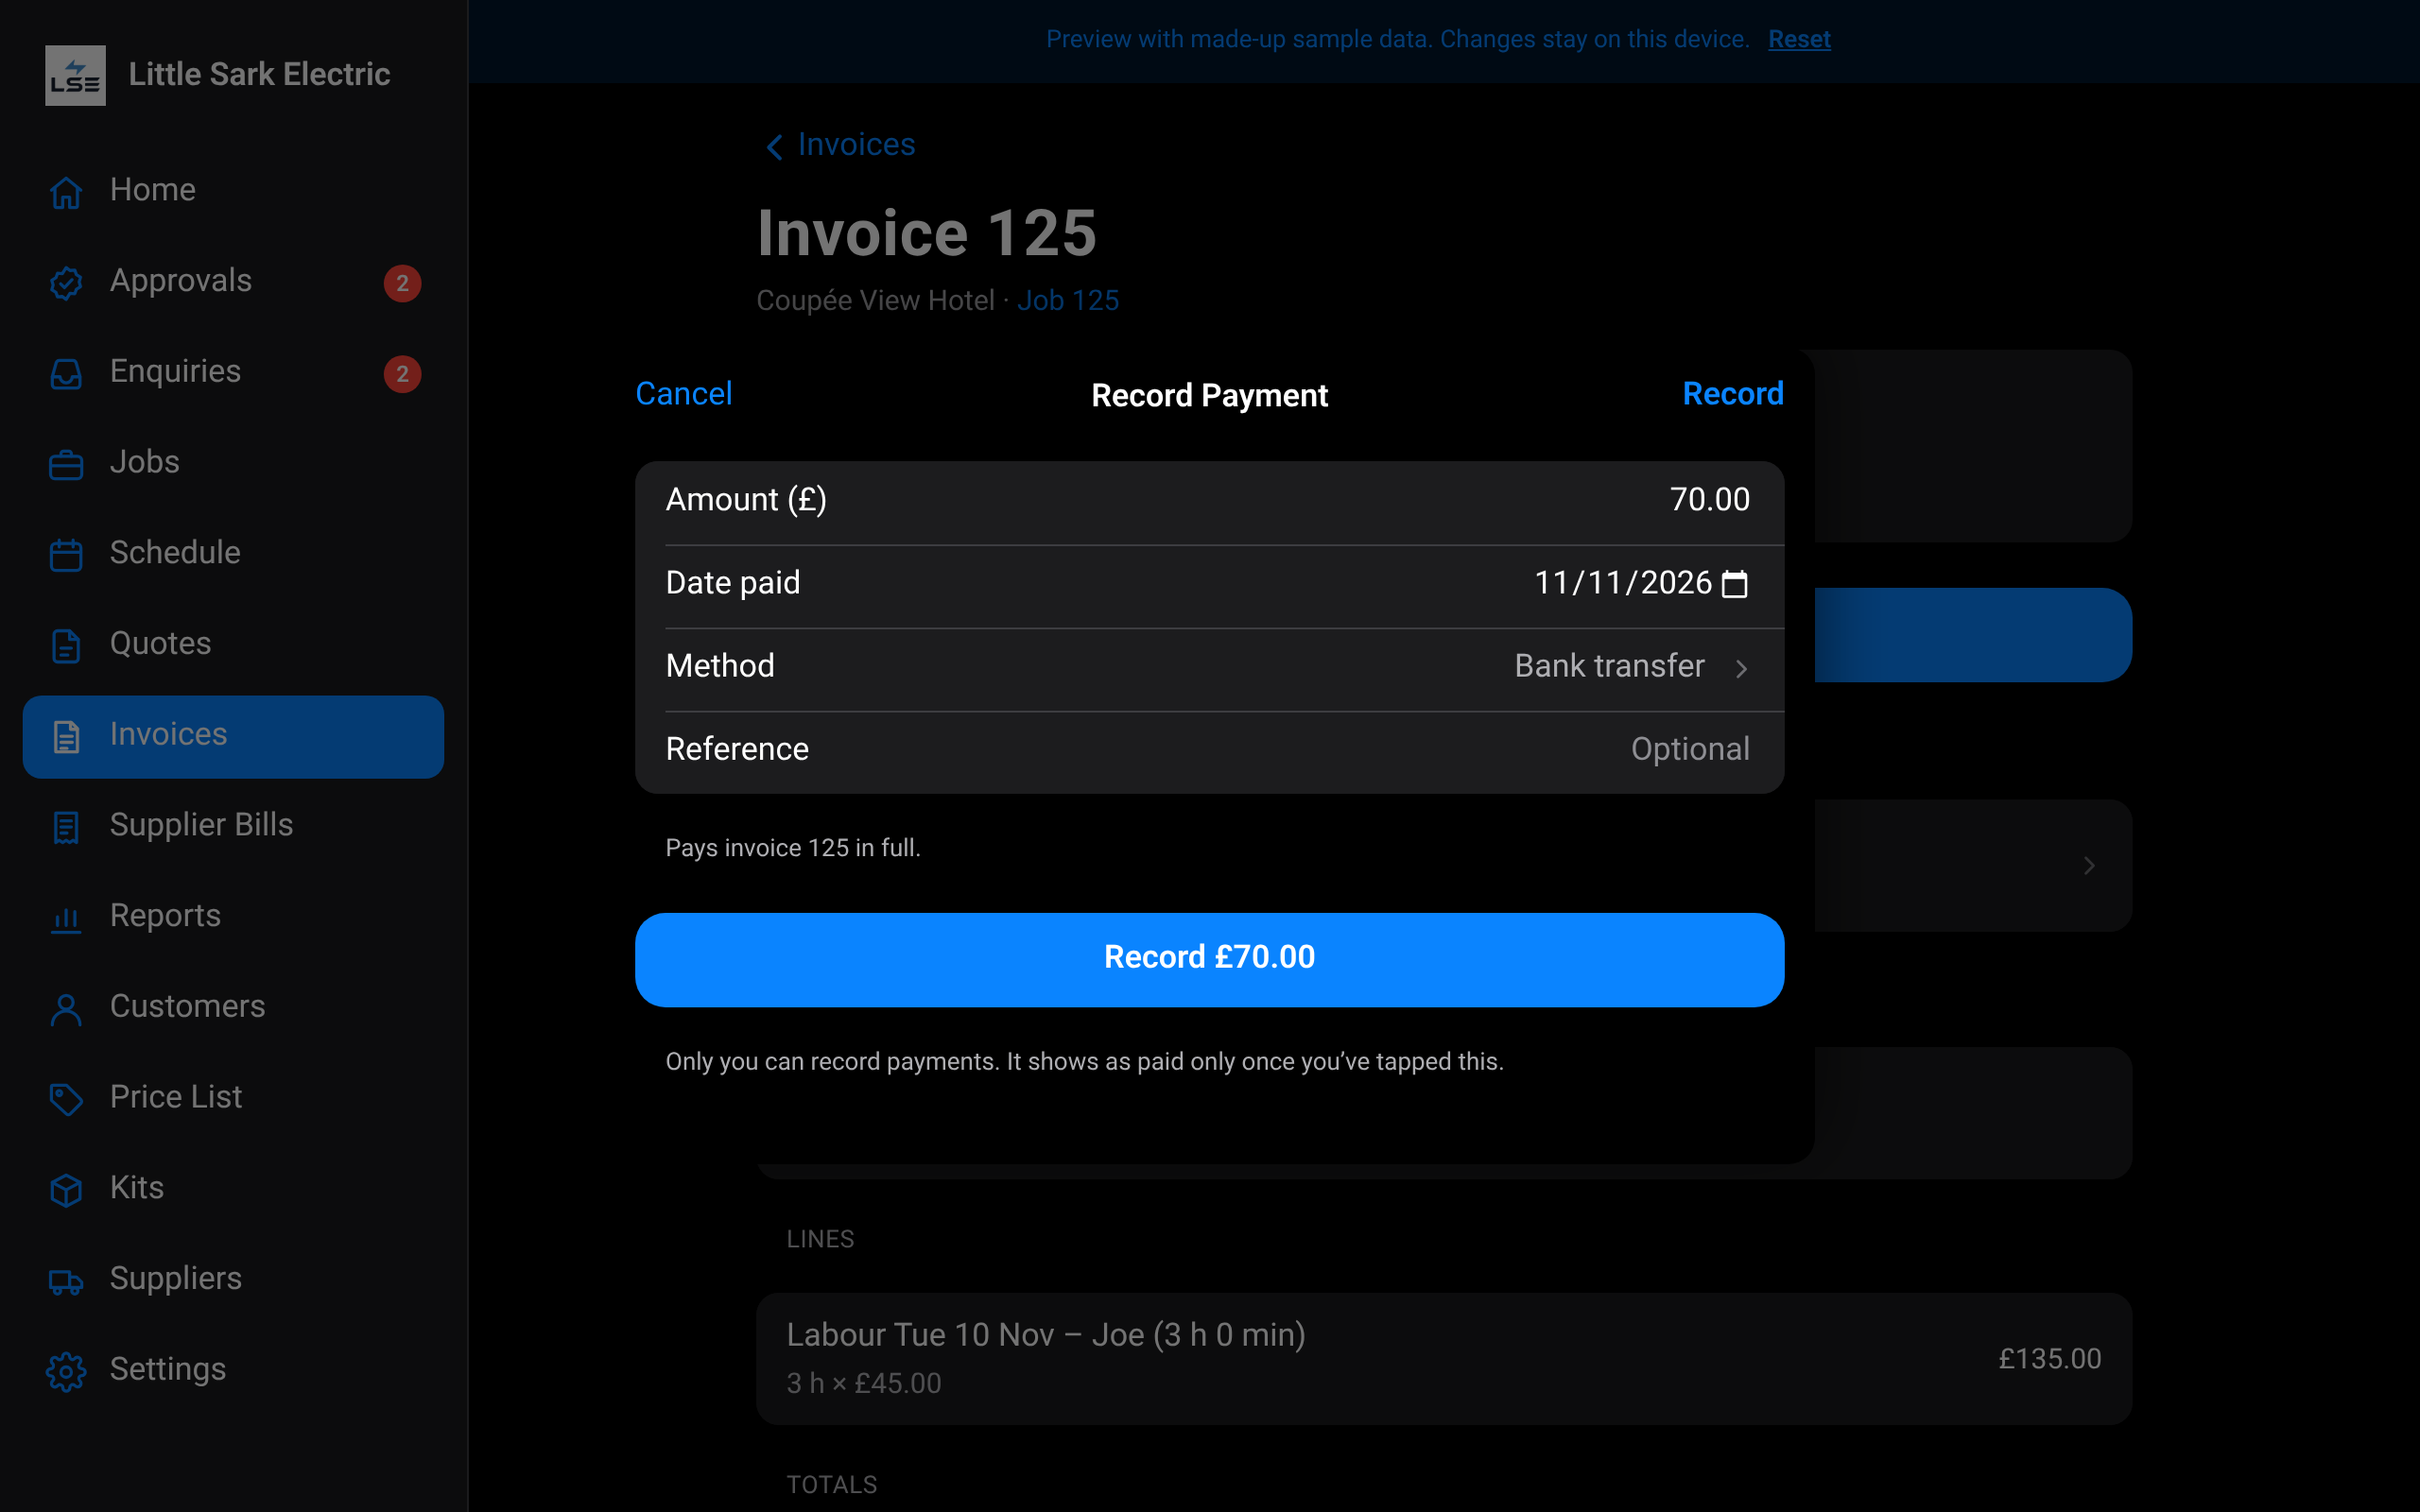 LSE
Little Sark Electric
Home
Approvals 2
Enquiries 2
Jobs
Schedule
Quotes
Invoices
Supplier Bills
Reports
Customers
Price List
Kits
Suppliers
Settings
Preview with made-up sample data. Changes stay on this device. Reset
Invoices
Invoice 125
Coupée View Hotel · Job 125
Cancel Record Payment Record
Amount (£) 70.00
Date paid 11/11/2026
Method Bank transfer
Reference Optional
Pays invoice 125 in full.
Record £70.00
Only you can record payments. It shows as paid only once you’ve tapped this.
LINES
Labour Tue 10 Nov – Joe (3 h 0 min)
3 h × £45.00
£135.00
TOTALS